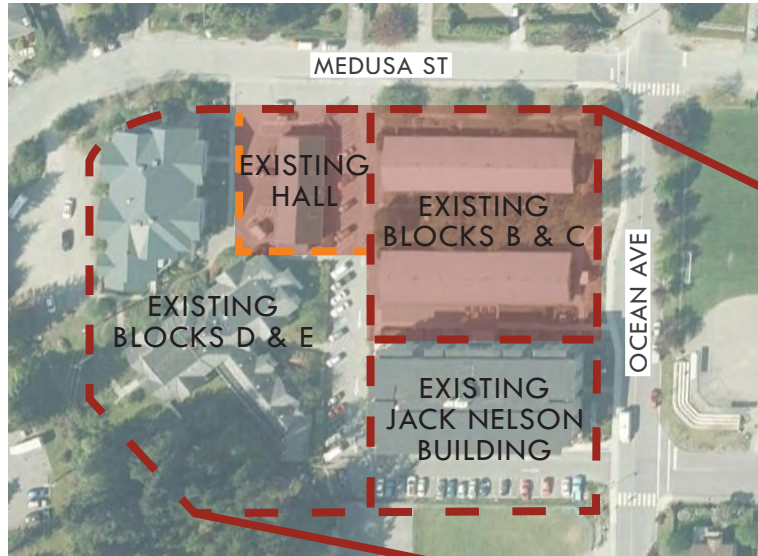 MEDUSA ST
EXISTING
HALL
EXISTING
BLOCKS B & C
OCEAN AVE
EXISTING
BLOCKS D & E
EXISTING
JACK NELSON
BUILDING